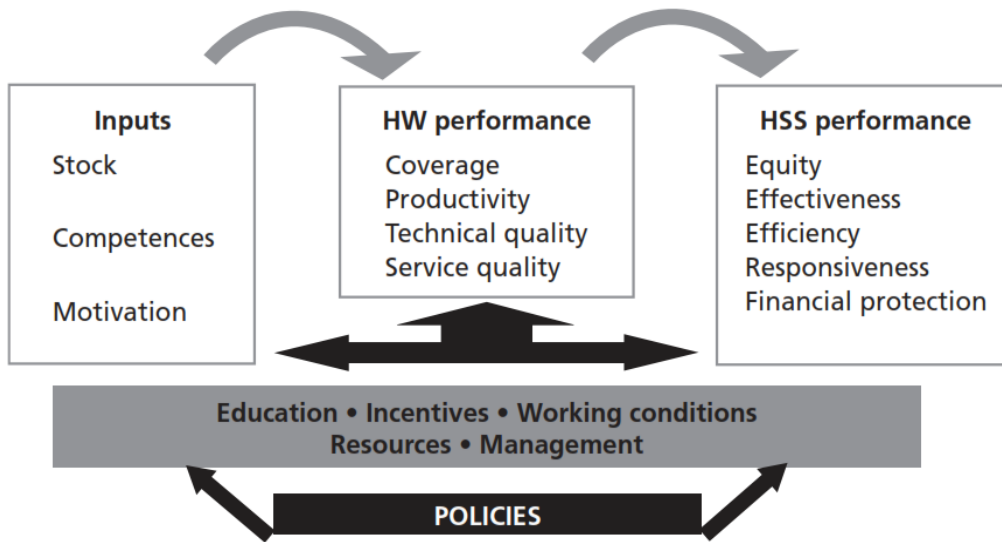 Inputs
Stock
Competences
Motivation
HW performance
Coverage
Productivity
Technical quality
Service quality
HSS performance
Equity
Effectiveness
Efficiency
Responsiveness
Financial protection
Education • Incentives • Working conditions
Resources • Management
POLICIES